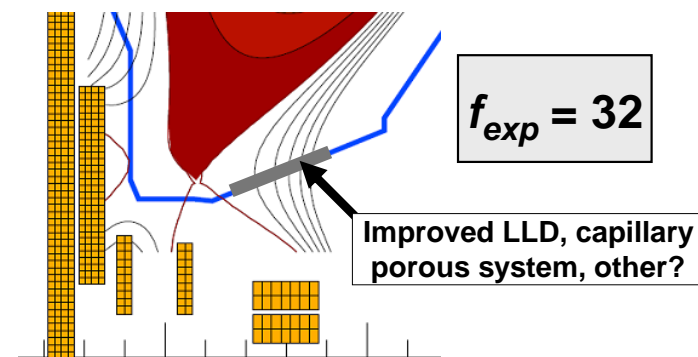 f_exp = 32
Improved LLD, capillary
porous system, other?